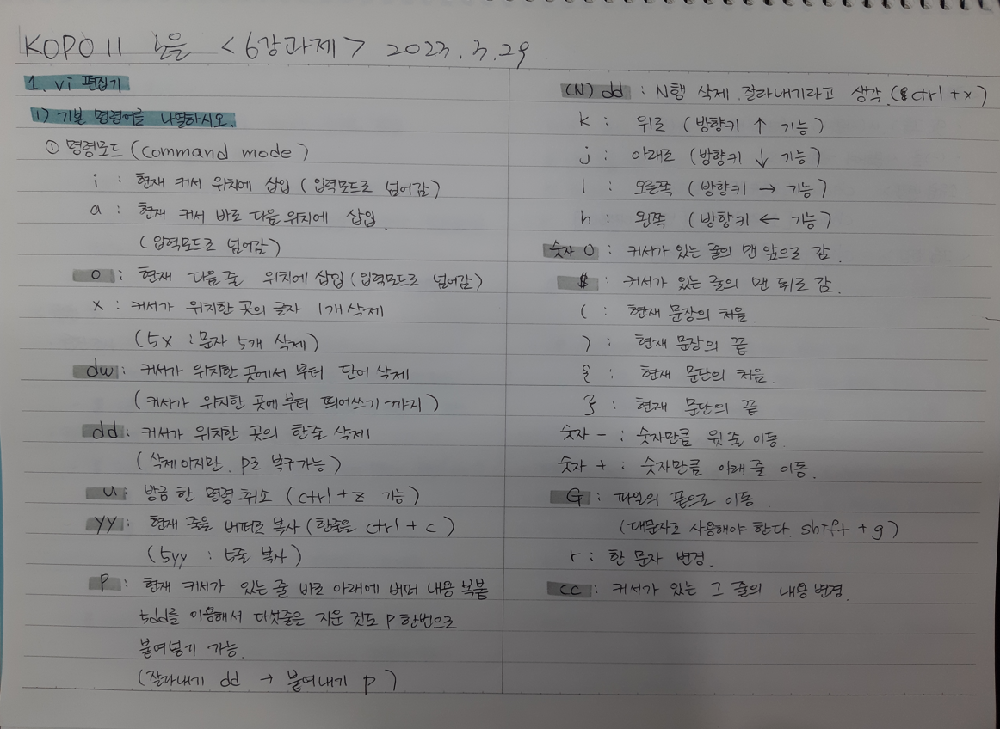 KOPO11 노을 <6강과제> 2023.3.29
1. vi 편집기
1) 기본 명령어를 나열하시오.
① 명령모드 (command mode)
i : 현재 커서 위치에 삽입 (입력모드로 넘어감)
a : 현재 커서 바로 다음 위치에 삽입.
(입력모드로 넘어감)
o : 현재 다음 줄 위치에 삽입 (입력모드로 넘어감)
x : 커서가 위치한 곳의 글자 1개 삭제
(5x : 문자 5개 삭제)
dw : 커서가 위치한 곳에서 부터 단어 삭제
(커서가 위치한 곳에 부터 띄어쓰기 까지)
dd : 커서가 위치한 곳의 한줄 삭제
(삭제이지만, p로 복구가능)
u : 방금 한 명령 취소 (ctrl + z 기능)
yy : 현재 줄을 버퍼로 복사 (한줄을 ctrl + c)
(5yy : 5줄 복사)
p : 현재 커서가 있는 줄 바로 아래에 버퍼 내용 복붙
5dd를 이용해서 다섯줄을 지운 것도 p 한번으로
붙여넣기 가능.
(잘라내기 dd → 붙여내기 p)
(N) dd : N행 삭제. 잘라내기라고 생각. (ctrl + x)
k : 위로 (방향키 ↑ 기능)
j : 아래로 (방향키 ↓ 기능)
l : 오른쪽 (방향키 → 기능)
h : 왼쪽 (방향키 ← 기능)
숫자 0 : 커서가 있는 줄의 맨 앞으로 감.
$ : 커서가 있는 줄의 맨 뒤로 감.
( : 현재 문장의 처음.
) : 현재 문장의 끝
{ : 현재 문단의 처음.
} : 현재 문단의 끝
숫자 - : 숫자만큼 윗 줄 이동.
숫자 + : 숫자만큼 아래 줄 이동.
G : 파일의 끝으로 이동.
(대문자로 사용해야 한다. shift + g)
r : 한 문자 변경.
cc : 커서가 있는 그 줄의 내용변경.